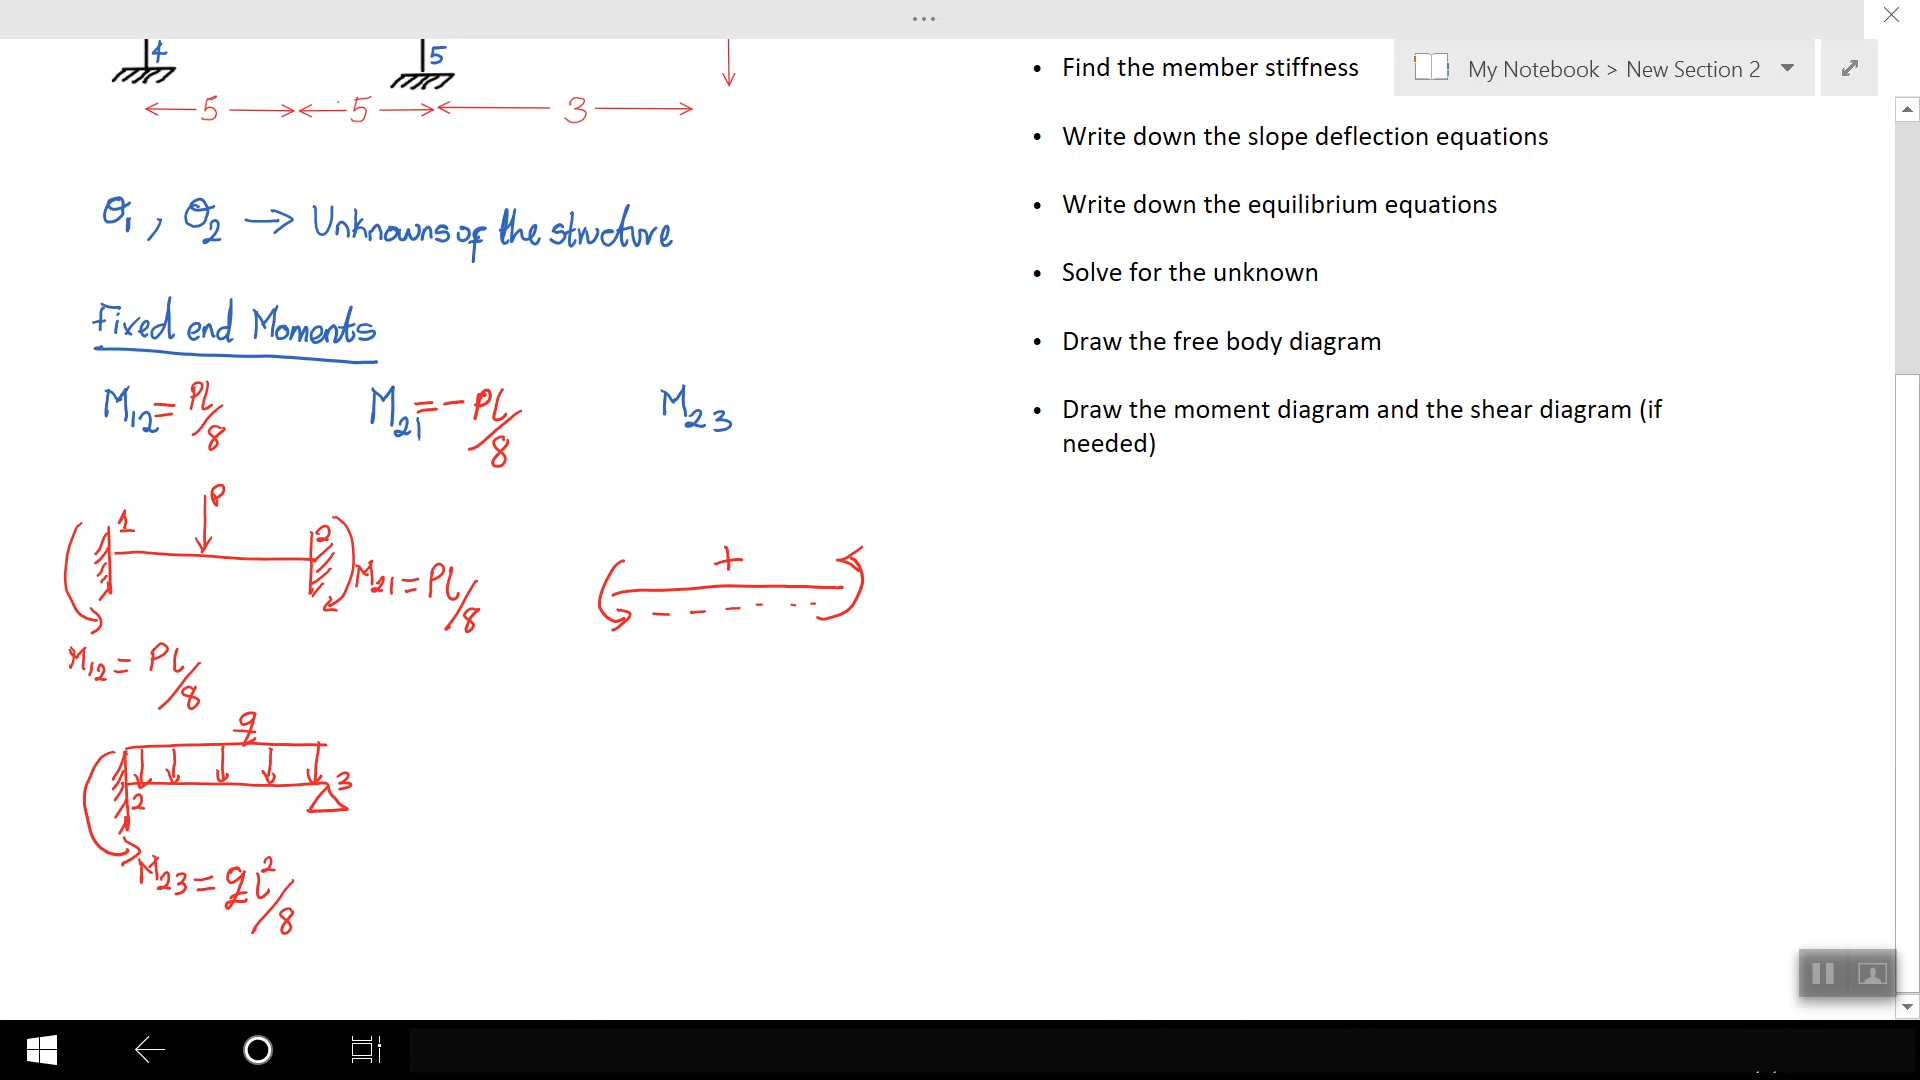 My Notebook > New Section 2
4
5
5
5
3
θ₁, θ₂ → Unknowns of the structure
Fixed end Moments
M₁₂ = Pl/8
M₂₁ = - Pl/8
M₂₃
P
1
2
M₂₁ = Pl/8
M₁₂ = Pl/8
+
q
2
3
M₂₃ = ql²/8
• Find the member stiffness
• Write down the slope deflection equations
• Write down the equilibrium equations
• Solve for the unknown
• Draw the free body diagram
• Draw the moment diagram and the shear diagram (if
needed)